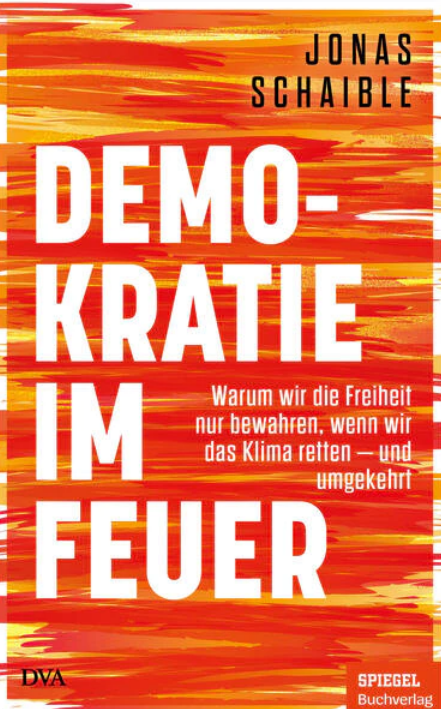 JONAS
SCHAIBLE
DEMO-
KRATIE
IM
FEUER
Warum wir die Freiheit
nur bewahren, wenn wir
das Klima retten – und
umgekehrt
DVA
SPIEGEL
Buchverlag